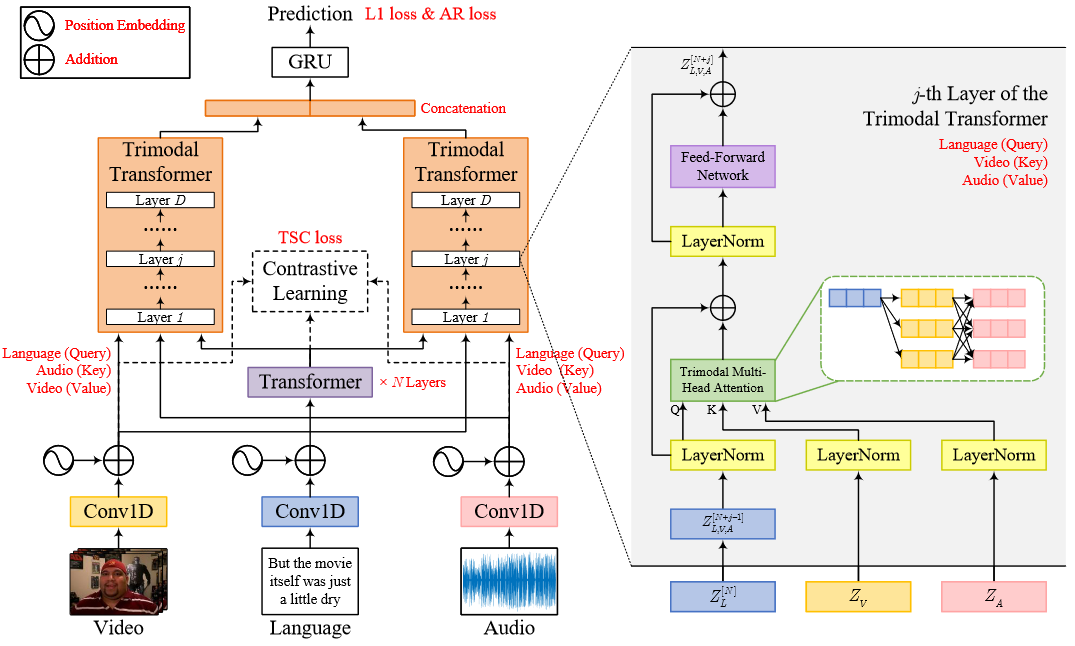 Position Embedding
Addition
Prediction
L1 loss & AR loss
GRU
Concatenation
Trimodal
Transformer
Layer D
......
Layer j
......
Layer 1
Trimodal
Transformer
Layer D
......
Layer j
......
Layer 1
TSC loss
Contrastive
Learning
Language (Query)
Audio (Key)
Video (Value)
Language (Query)
Video (Key)
Audio (Value)
Transformer
× N Layers
Conv1D
Conv1D
Conv1D
But the movie
itself was just
a little dry
Video
Language
Audio
Z_{L,V,A}^{[N+j]}
j-th Layer of the
Trimodal Transformer
Language (Query)
Video (Key)
Audio (Value)
Feed-Forward
Network
LayerNorm
Trimodal Multi-
Head Attention
Q
K
V
LayerNorm
LayerNorm
LayerNorm
Z_{L,V,A}^{[N+j-1]}
Z_L^{[N]}
Z_V
Z_A